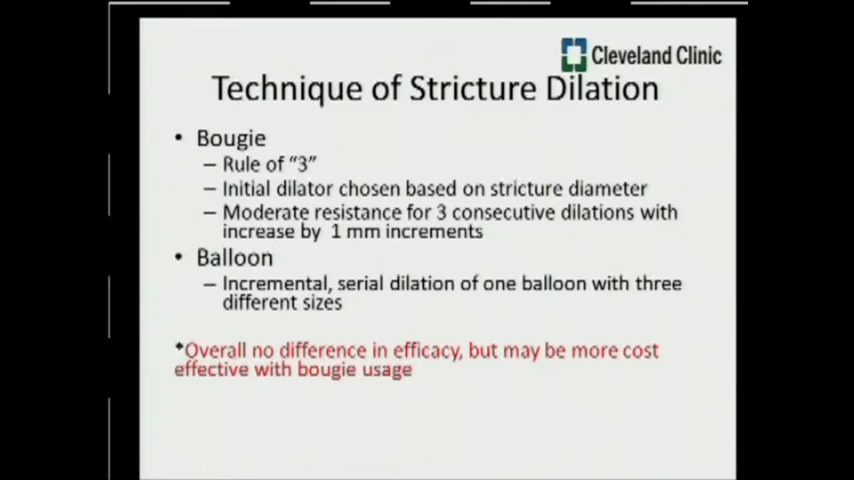 Cleveland Clinic
Technique of Stricture Dilation
• Bougie
– Rule of “3”
– Initial dilator chosen based on stricture diameter
– Moderate resistance for 3 consecutive dilations with
increase by 1 mm increments
• Balloon
– Incremental, serial dilation of one balloon with three
different sizes
*Overall no difference in efficacy, but may be more cost
effective with bougie usage